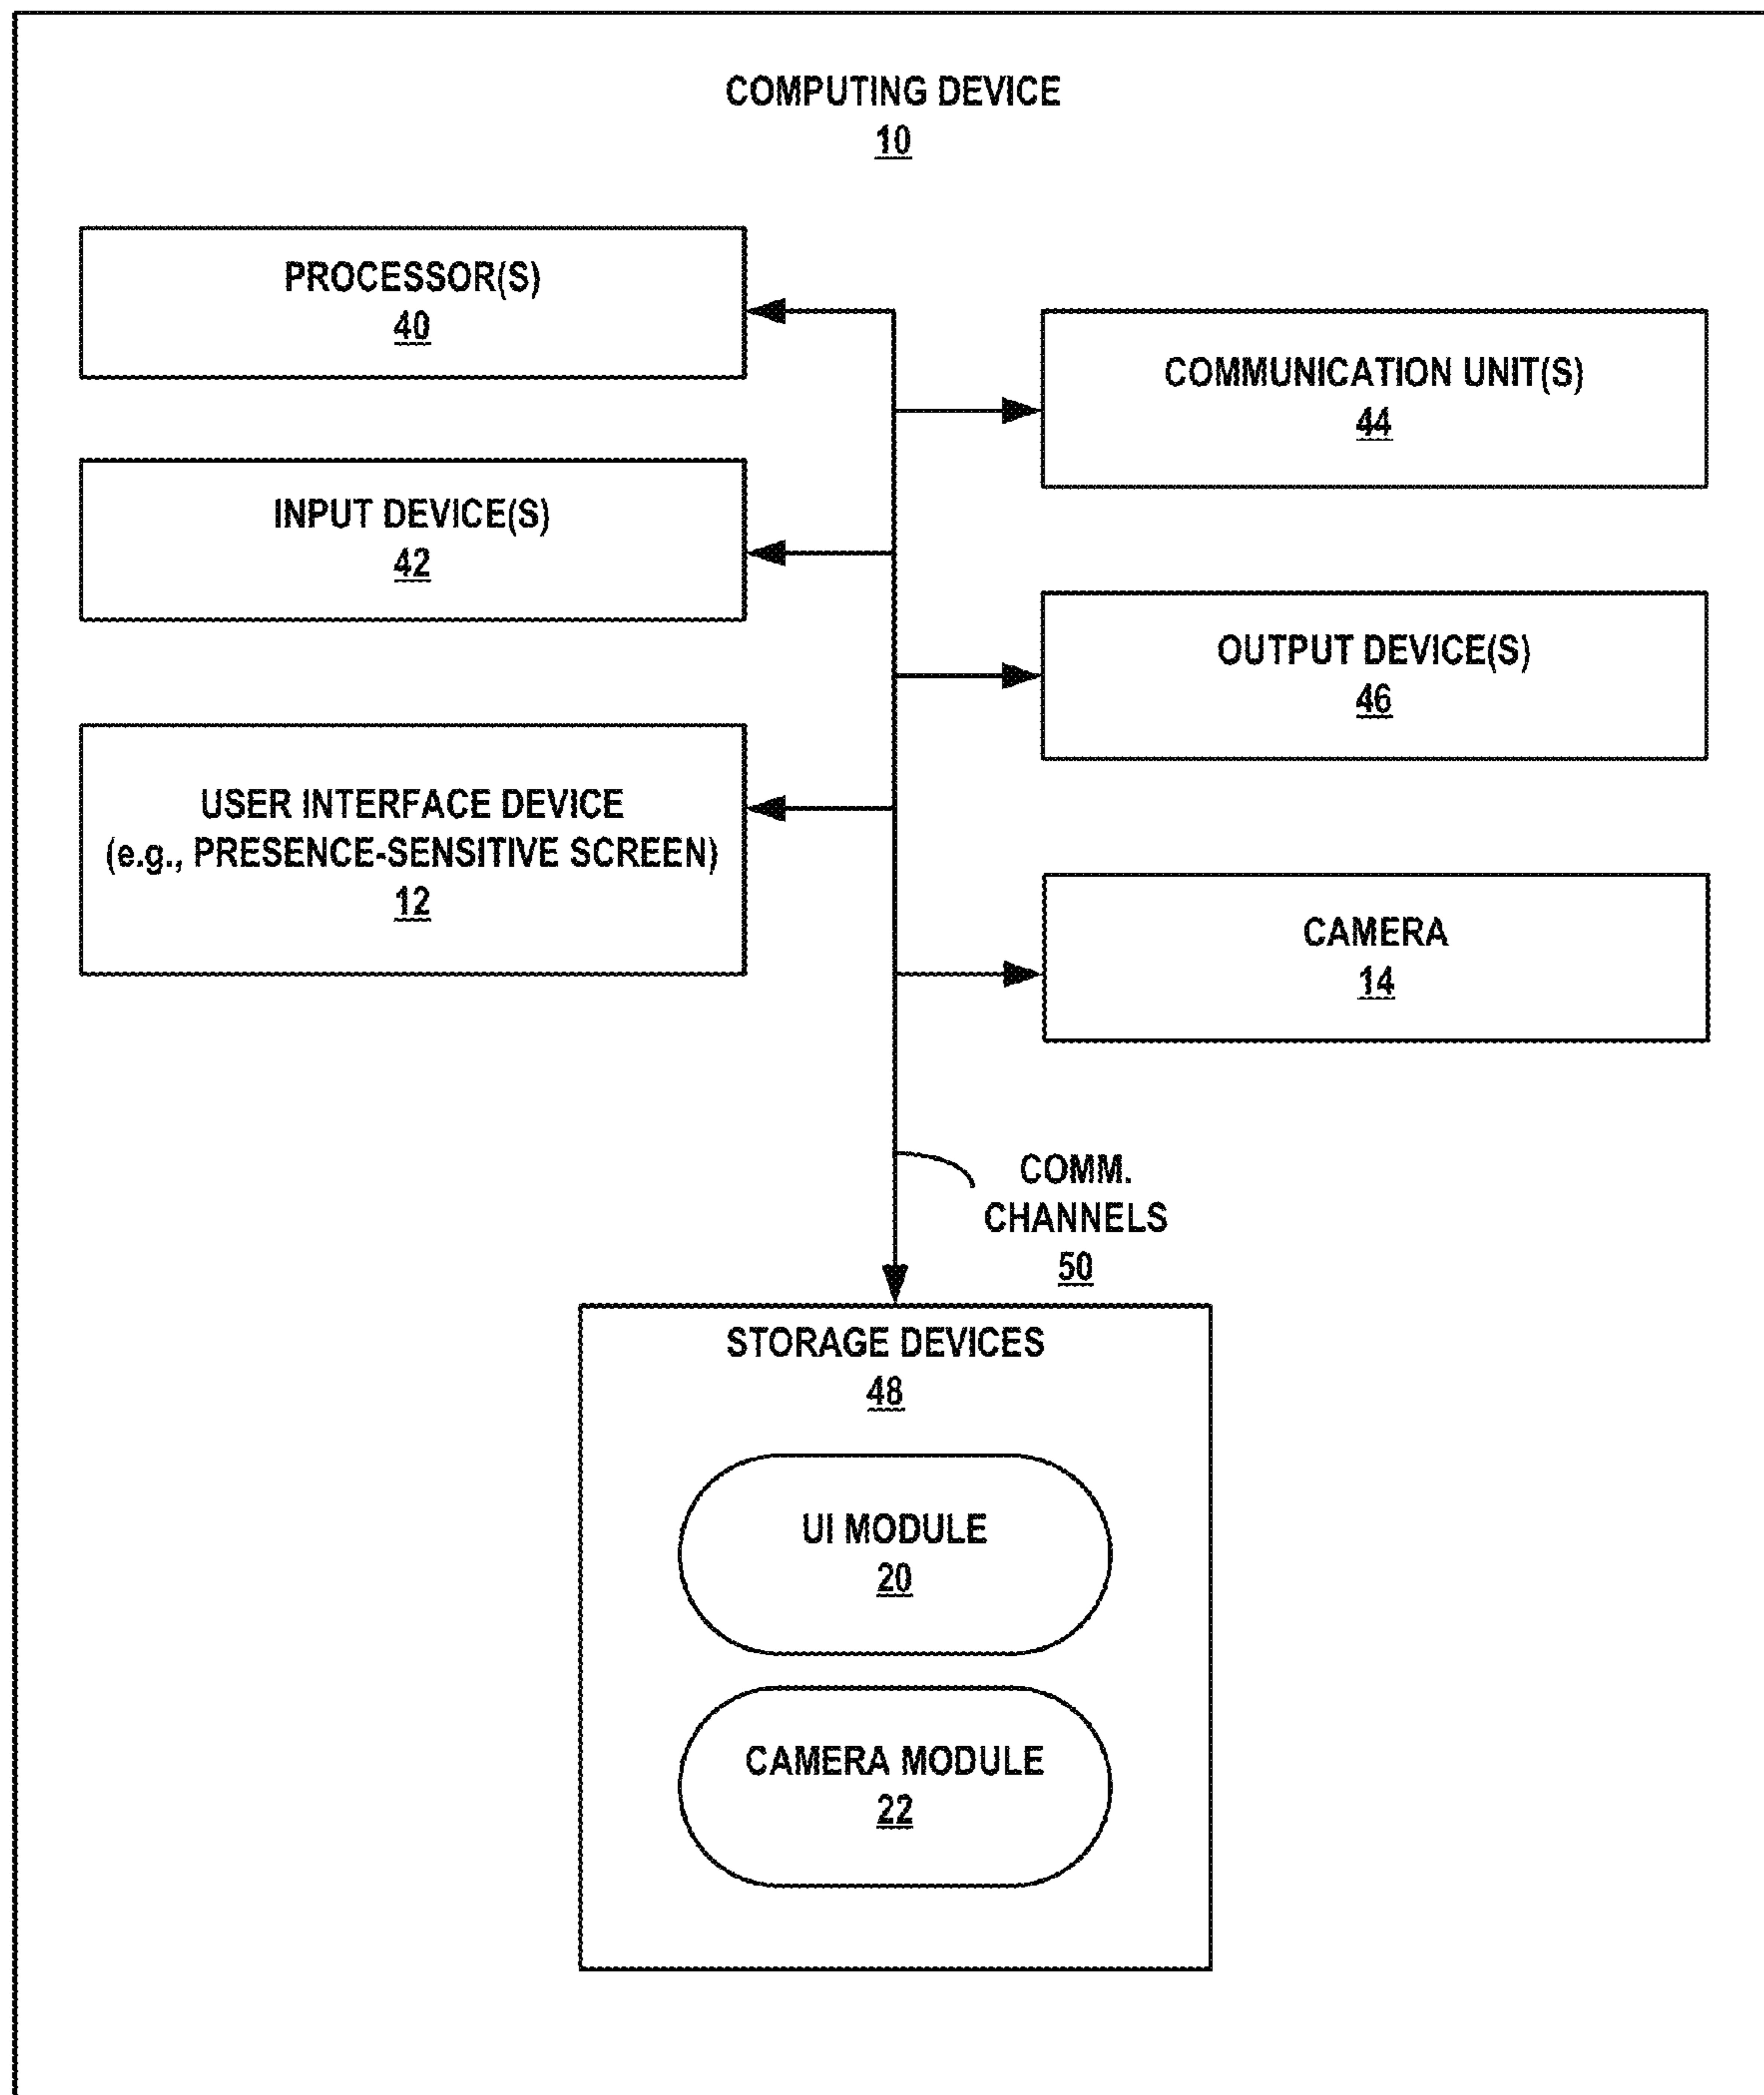 COMPUTING DEVICE
10
PROCESSOR(S)
40
COMMUNICATION UNIT(S)
44
INPUT DEVICE(S)
42
OUTPUT DEVICE(S)
46
USER INTERFACE DEVICE
(e.g., PRESENCE-SENSITIVE SCREEN)
12
CAMERA
14
COMM.
CHANNELS
50
STORAGE DEVICES
48
UI MODULE
20
CAMERA MODULE
22